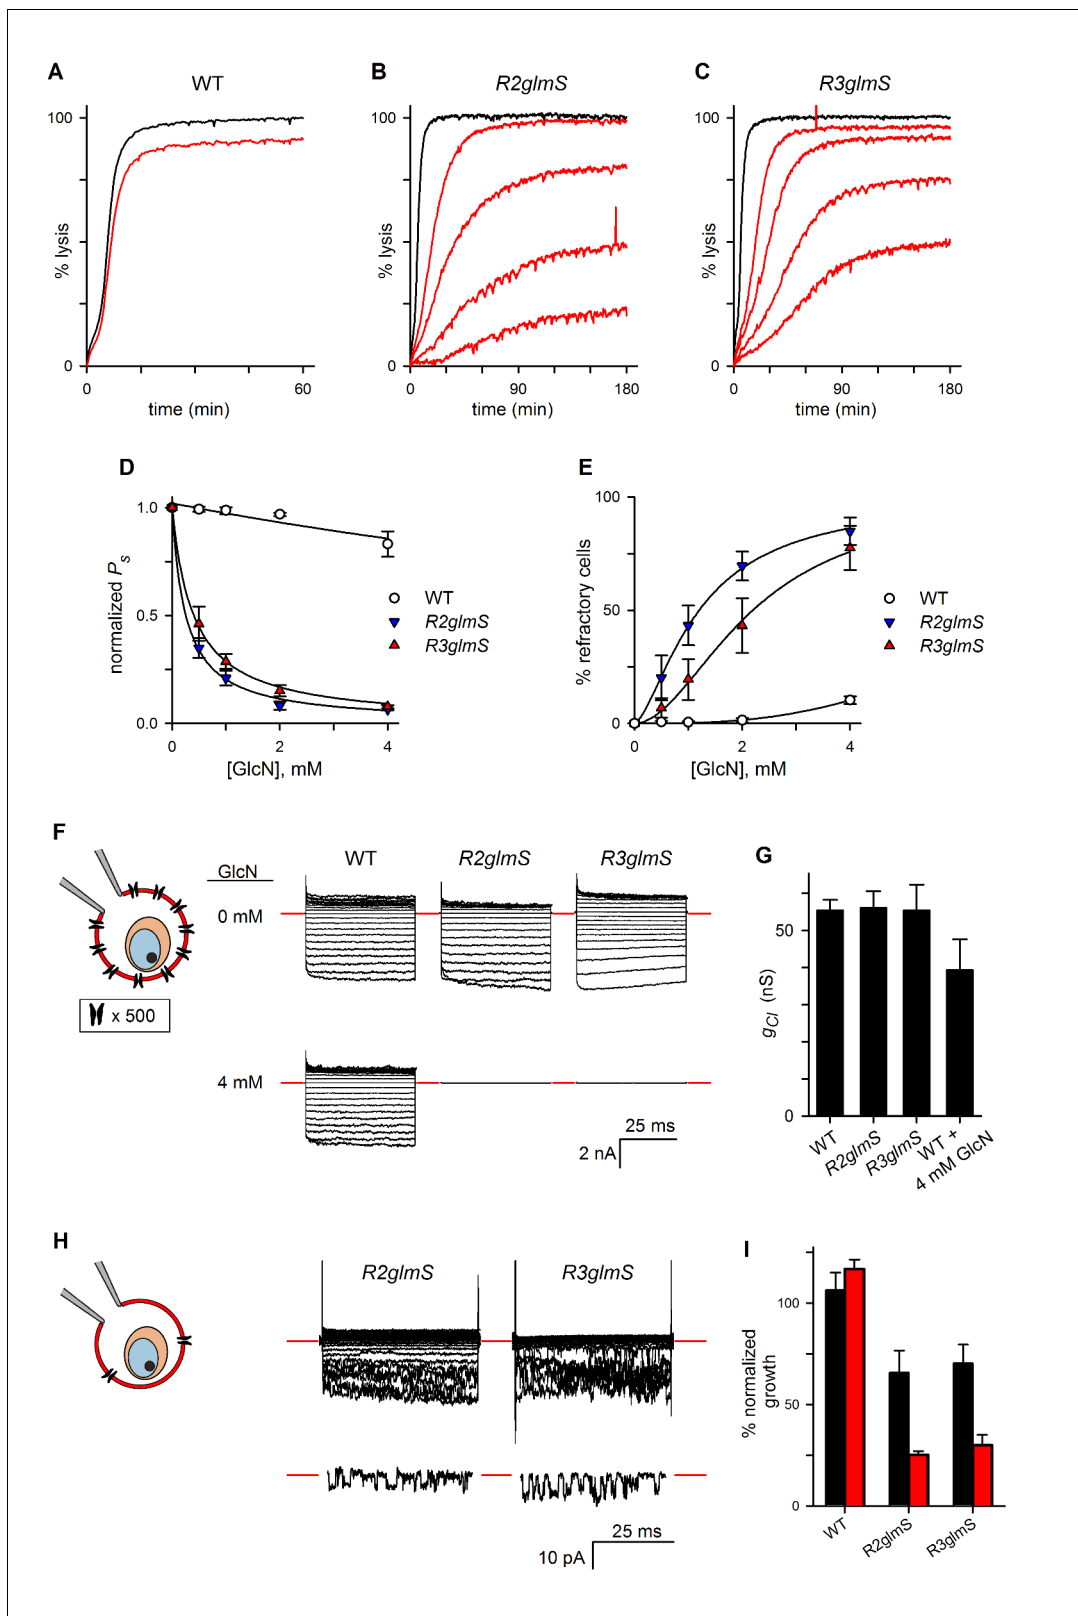 A
WT
B
R2glmS
C
R3glmS
100
% lysis
0
0
60
time (min)
100
% lysis
0
0
90
180
time (min)
100
% lysis
0
0
90
180
time (min)
D
1.0
normalized Ps
0.5
0.0
0
2
4
[GlcN], mM
WT
R2glmS
R3glmS
E
100
% refractory cells
50
0
0
2
4
[GlcN], mM
WT
R2glmS
R3glmS
F
x 500
GlcN
0 mM
4 mM
WT
R2glmS
R3glmS
25 ms
2 nA
G
gCl (nS)
50
0
WT
R2glmS
R3glmS
WT +
4 mM GlcN
H
R2glmS
R3glmS
25 ms
10 pA
I
% normalized
growth
100
50
0
WT
R2glmS
R3glmS